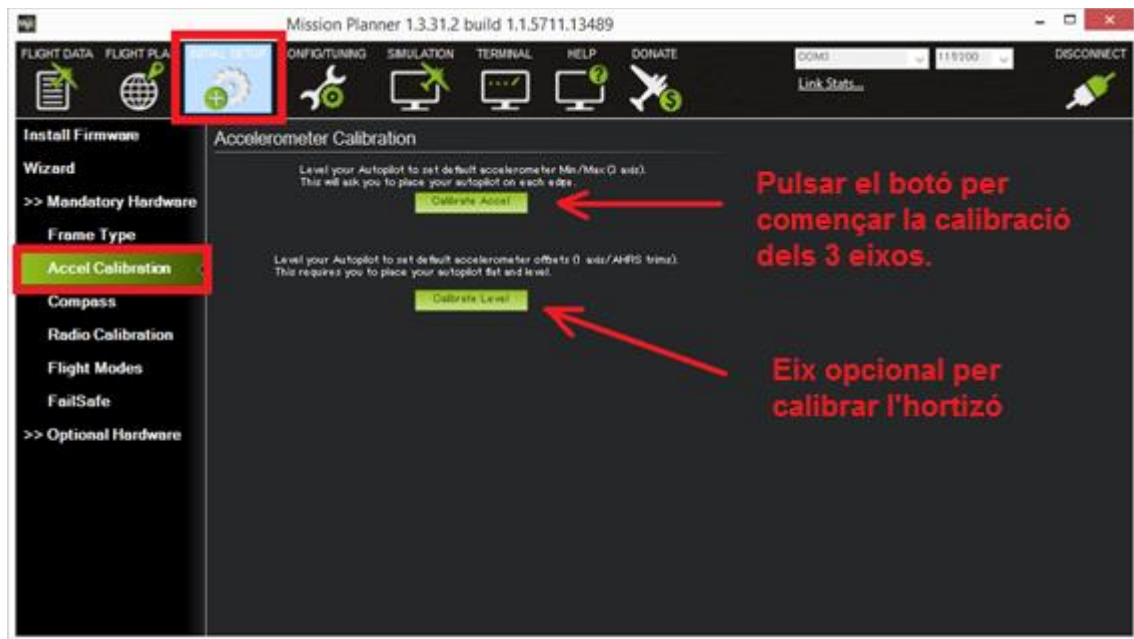 Mission Planner 1.3.31.2 build 1.1.5711.13489
FLIGHT DATA FLIGHT PLA INITIAL SETUP CONFIG/TUNING SIMULATION TERMINAL HELP DONATE COM3 115200 DISCONNECT
Link Stats...
Install Firmware
Accelerometer Calibration
Wizard
>> Mandatory Hardware
Frame Type
Accel Calibration
Compass
Radio Calibration
Flight Modes
FailSafe
>> Optional Hardware
Level your Autopilot to set default accelerometer Min/Max (3 axis).
This will ask you to place your autopilot on each edge.
Calibrate Accel
Level your Autopilot to set default accelerometer offsets (1 axis/AHRS trims).
This requires you to place your autopilot flat and level.
Calibrate Level
Pulsar el botó per
començar la calibració
dels 3 eixos.
Eix opcional per
calibrar l'hortizó